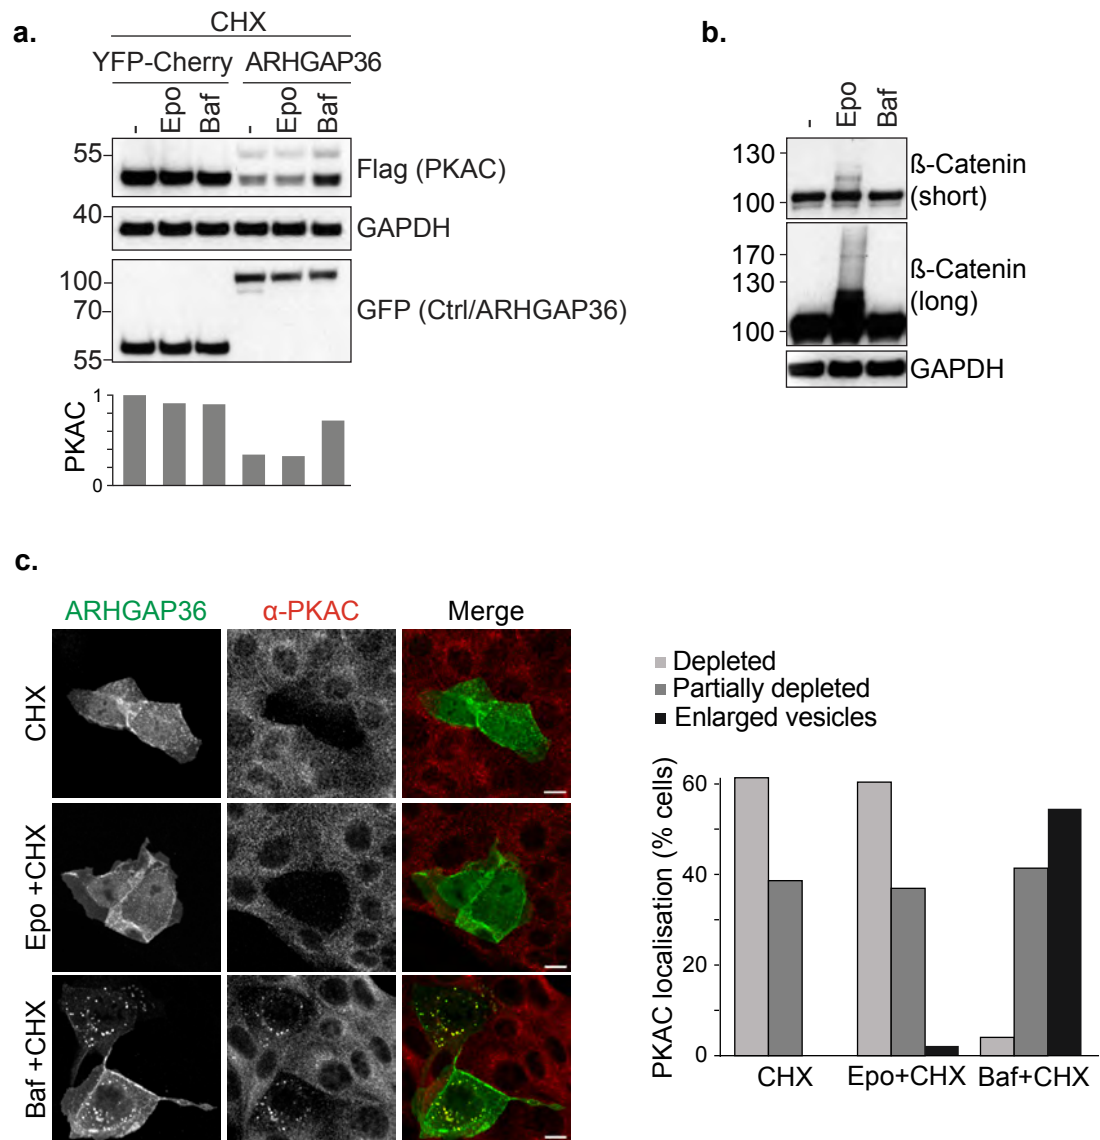 a.
CHX
YFP-Cherry ARHGAP36
- Epo Baf - Epo Baf
55
Flag (PKAC)
40
GAPDH
100
70
55
GFP (Ctrl/ARHGAP36)
PKAC
1
0
b.
- Epo Baf
130
100
ß-Catenin
(short)
170
130
100
ß-Catenin
(long)
GAPDH
c.
ARHGAP36 α-PKAC Merge
CHX
Epo +CHX
Baf +CHX
Depleted
Partially depleted
Enlarged vesicles
PKAC localisation (% cells)
60
40
20
0
CHX Epo+CHX Baf+CHX